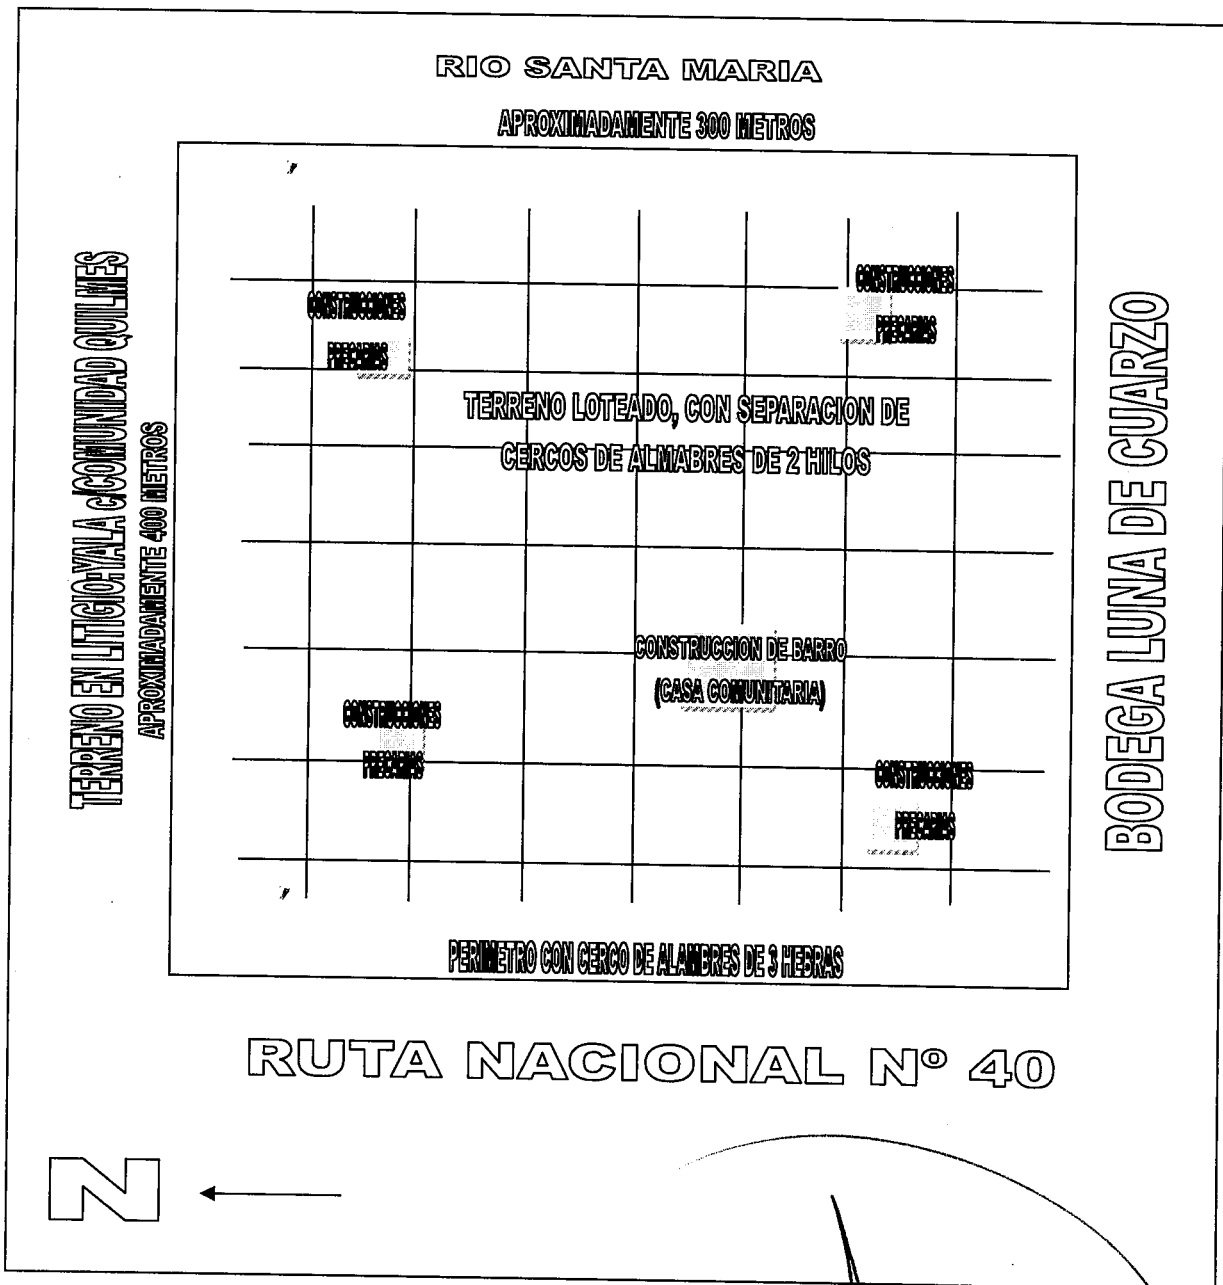 RIO SANTA MARIA
APROXIMADAMENTE 300 METROS
TERRENO EN LITIGIO:YALA c/COMUNIDAD QUILMES
APROXIMADAMENTE 400 METROS
CONSTRUCCIONES
PRECARIAS
CONSTRUCCIONES
PRECARIAS
TERRENO LOTEADO, CON SEPARACION DE
CERCOS DE ALMABRES DE 2 HILOS
CONSTRUCCION DE BARRO
(CASA COMUNITARIA)
CONSTRUCCIONES
PRECARIAS
CONSTRUCCIONES
PRECARIAS
BODEGA LUNA DE CUARZO
PERIMETRO CON CERCO DE ALAMBRES DE 3 HEBRAS
RUTA NACIONAL Nº 40
N